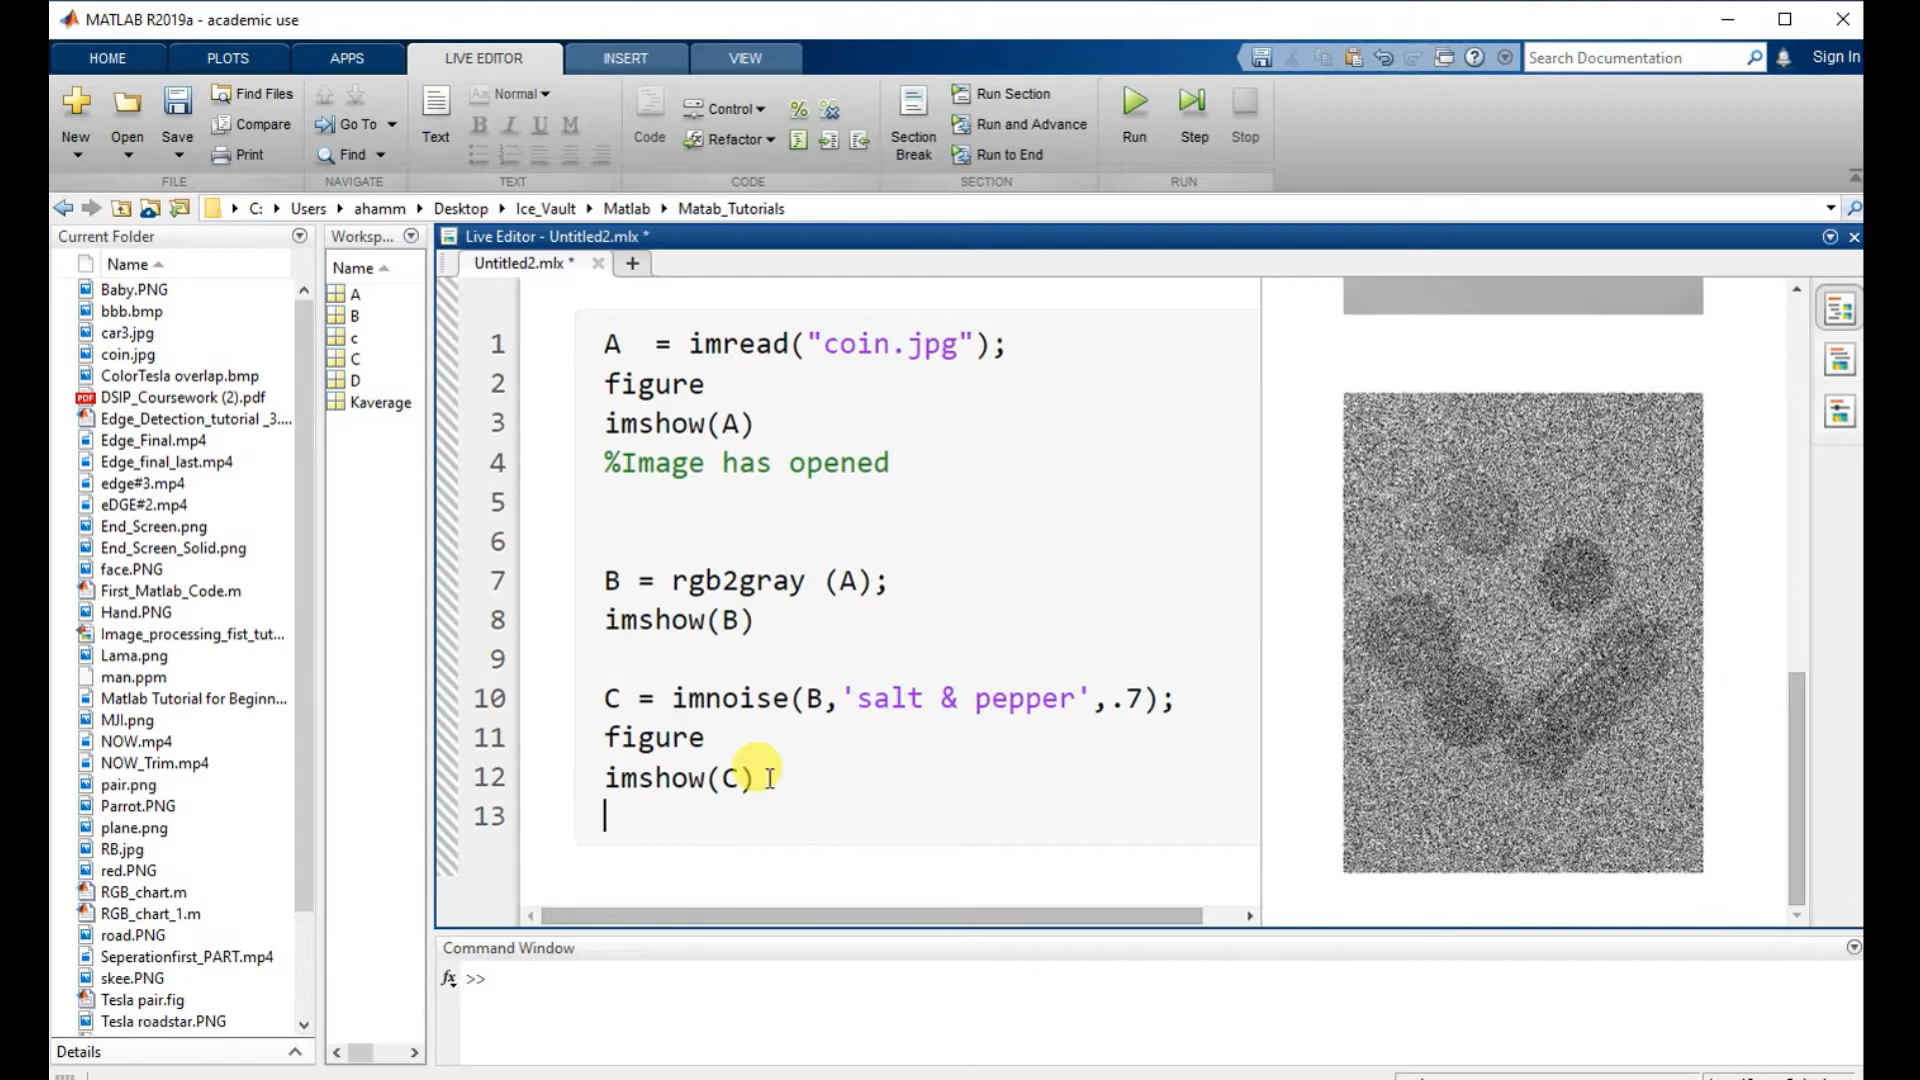 MATLAB R2019a - academic use
HOME PLOTS APPS LIVE EDITOR INSERT VIEW Search Documentation Sign In
New Open Save Find Files Compare Print Go To Find
FILE NAVIGATE
Text Aa Normal B I U M
TEXT
Code Control Refactor
CODE
Section Break Run Section Run and Advance Run to End
SECTION
Run Step Stop
RUN
C: Users ahamm Desktop Ice_Vault Matlab Matab_Tutorials
Current Folder
Name
Baby.PNG
bbb.bmp
car3.jpg
coin.jpg
ColorTesla overlap.bmp
PDF DSIP_Coursework (2).pdf
Edge_Detection_tutorial _3....
Edge_Final.mp4
Edge_final_last.mp4
edge#3.mp4
eDGE#2.mp4
End_Screen.png
End_Screen_Solid.png
face.PNG
First_Matlab_Code.m
Hand.PNG
Image_processing_fist_tut...
Lama.png
man.ppm
Matlab Tutorial for Beginn...
MJI.png
NOW.mp4
NOW_Trim.mp4
pair.png
Parrot.PNG
plane.png
RB.jpg
red.PNG
RGB_chart.m
RGB_chart_1.m
road.PNG
Seperationfirst_PART.mp4
skee.PNG
Tesla pair.fig
Tesla roadstar.PNG
Details
Worksp...
Name
A
B
c
C
D
Kaverage
Live Editor - Untitled2.mlx *
Untitled2.mlx *
1 A  = imread("coin.jpg");
2 figure
3 imshow(A)
4 %Image has opened
5
6
7 B = rgb2gray (A);
8 imshow(B)
9
10 C = imnoise(B,'salt & pepper',.7);
11 figure
12 imshow(C)
13
Command Window
fx >>